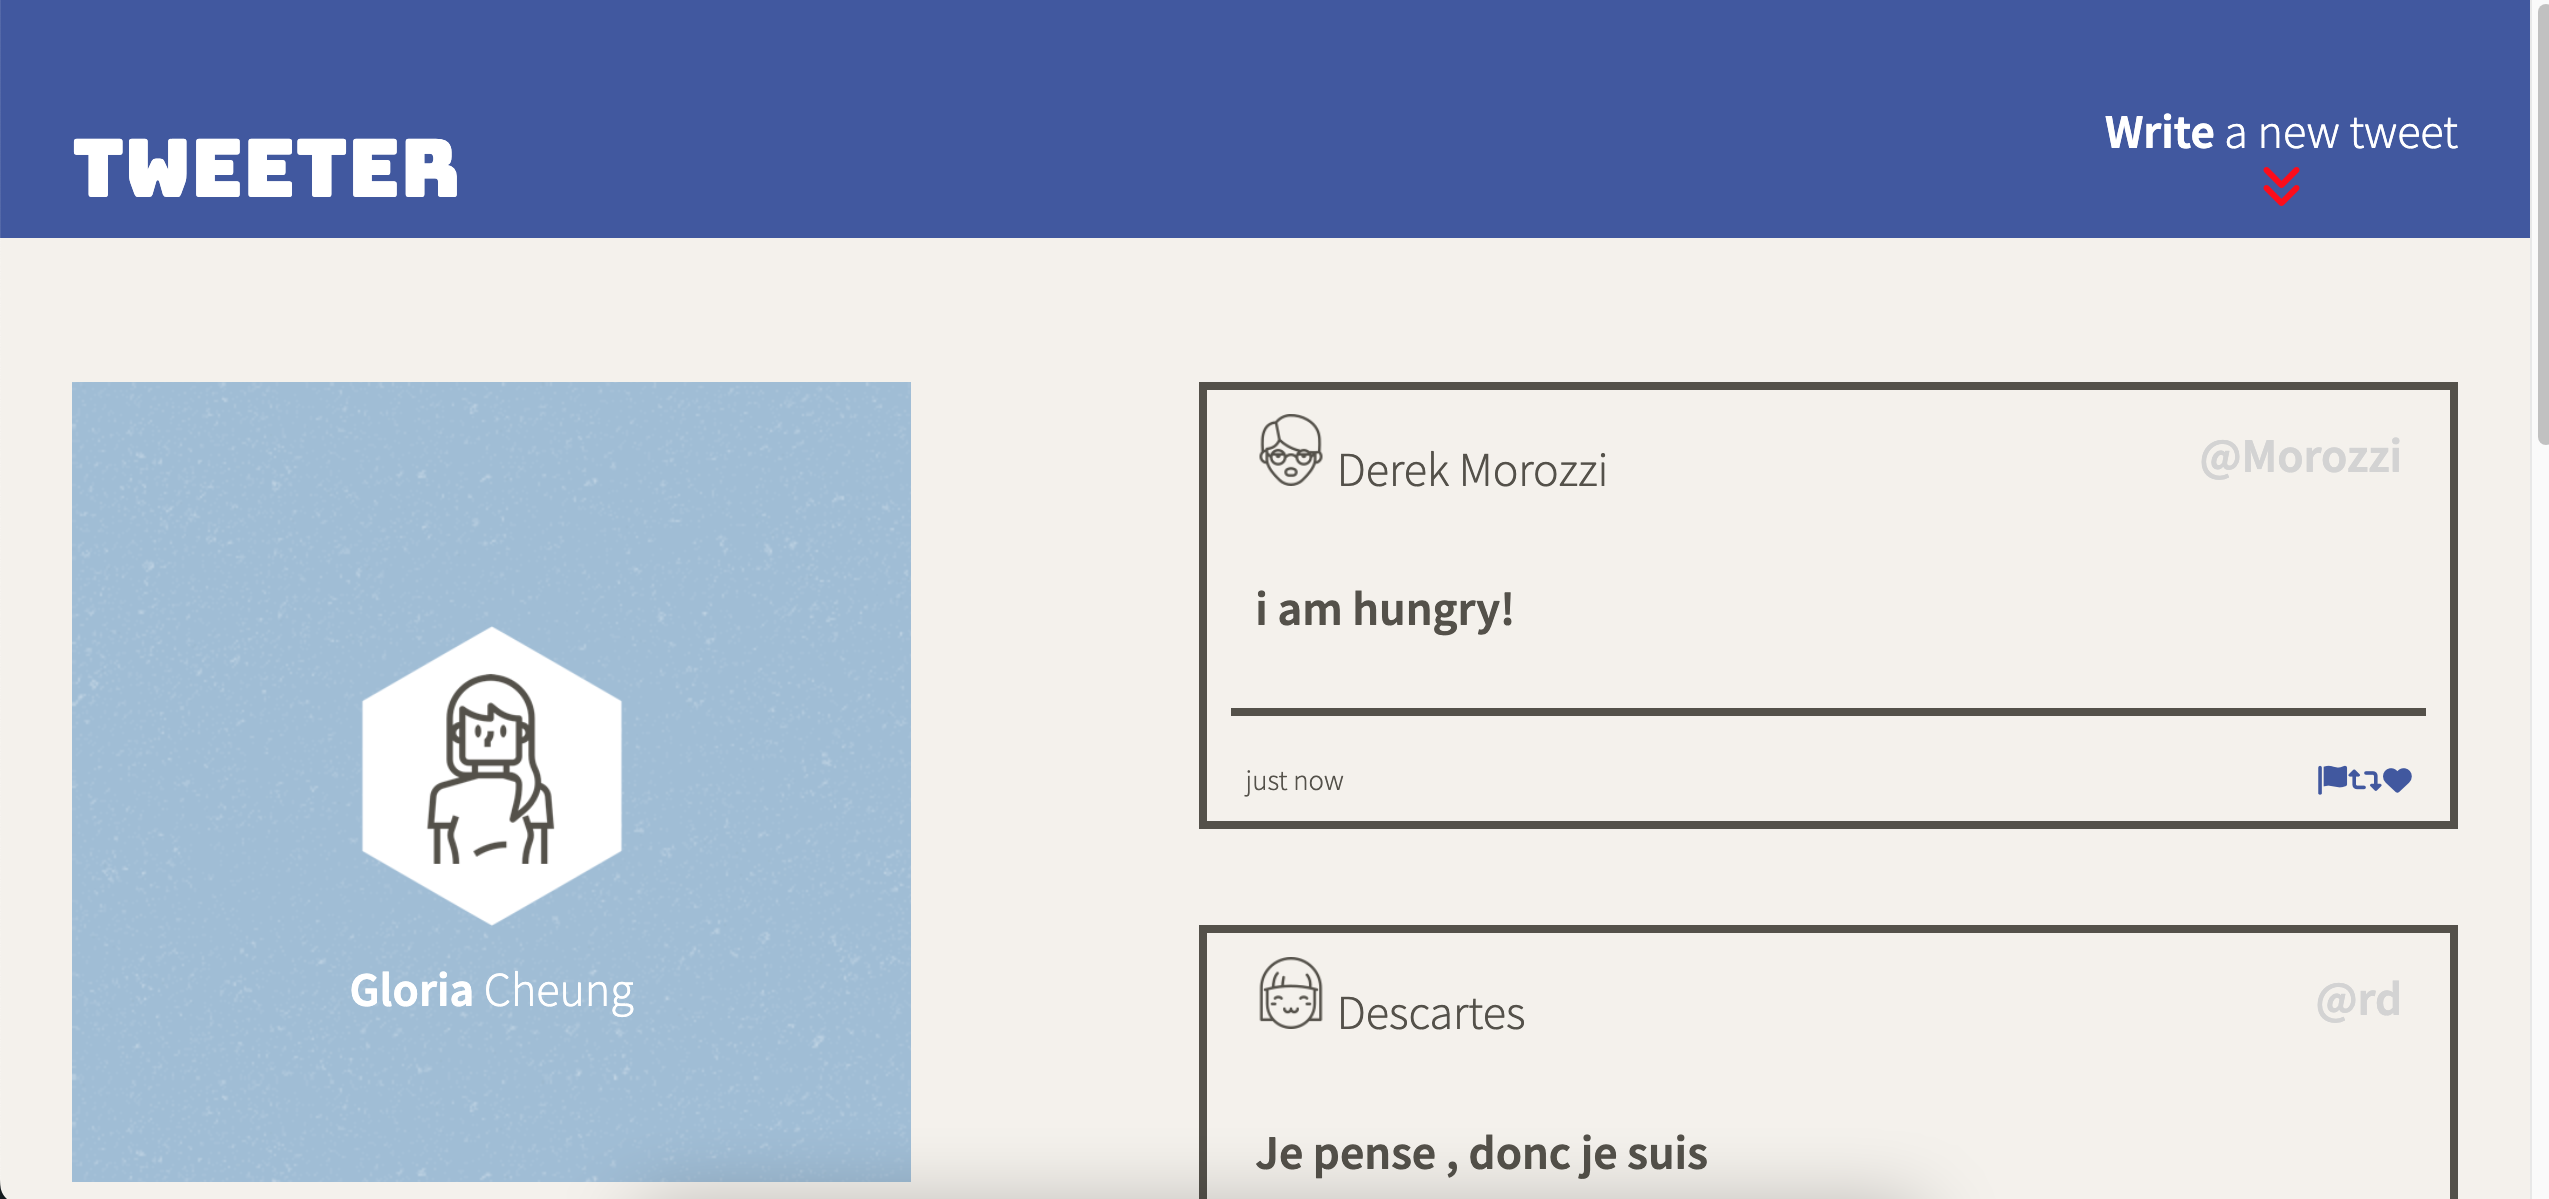 TWEETER
Write a new tweet
Gloria Cheung
Derek Morozzi
@Morozzi
i am hungry!
just now
Descartes
@rd
Je pense , donc je suis